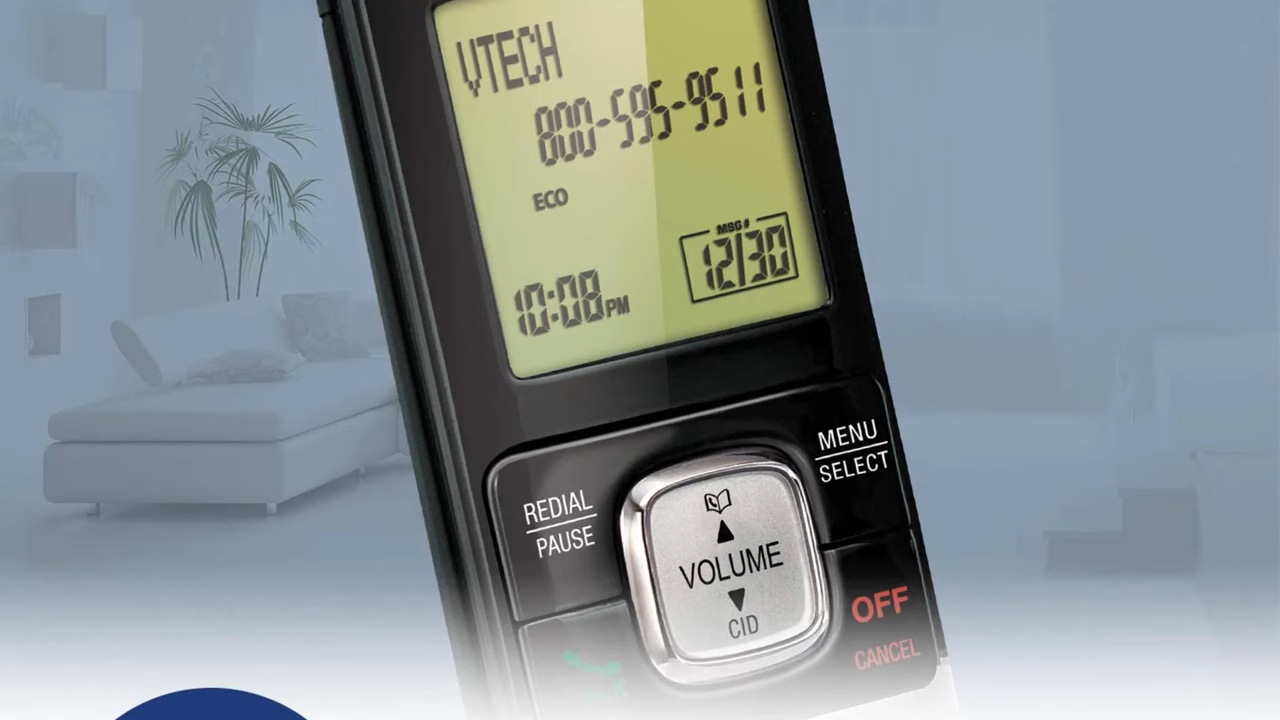 VTECH
800-595-9511
ECO
MSG #
12/30
10:08PM
MENU
SELECT
REDIAL
PAUSE
VOLUME
CID
OFF
CANCEL